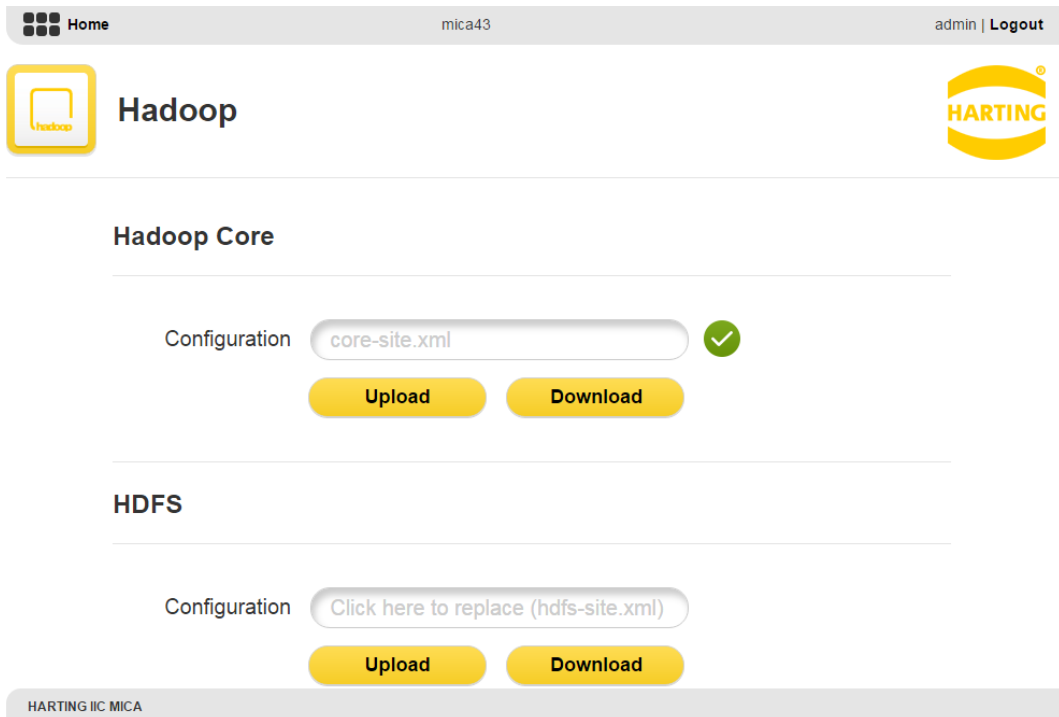 Home mica43 admin | Logout
hadoop
Hadoop
HARTING
®
Hadoop Core
Configuration core-site.xml
Upload Download
HDFS
Configuration Click here to replace (hdfs-site.xml)
Upload Download
HARTING IIC MICA